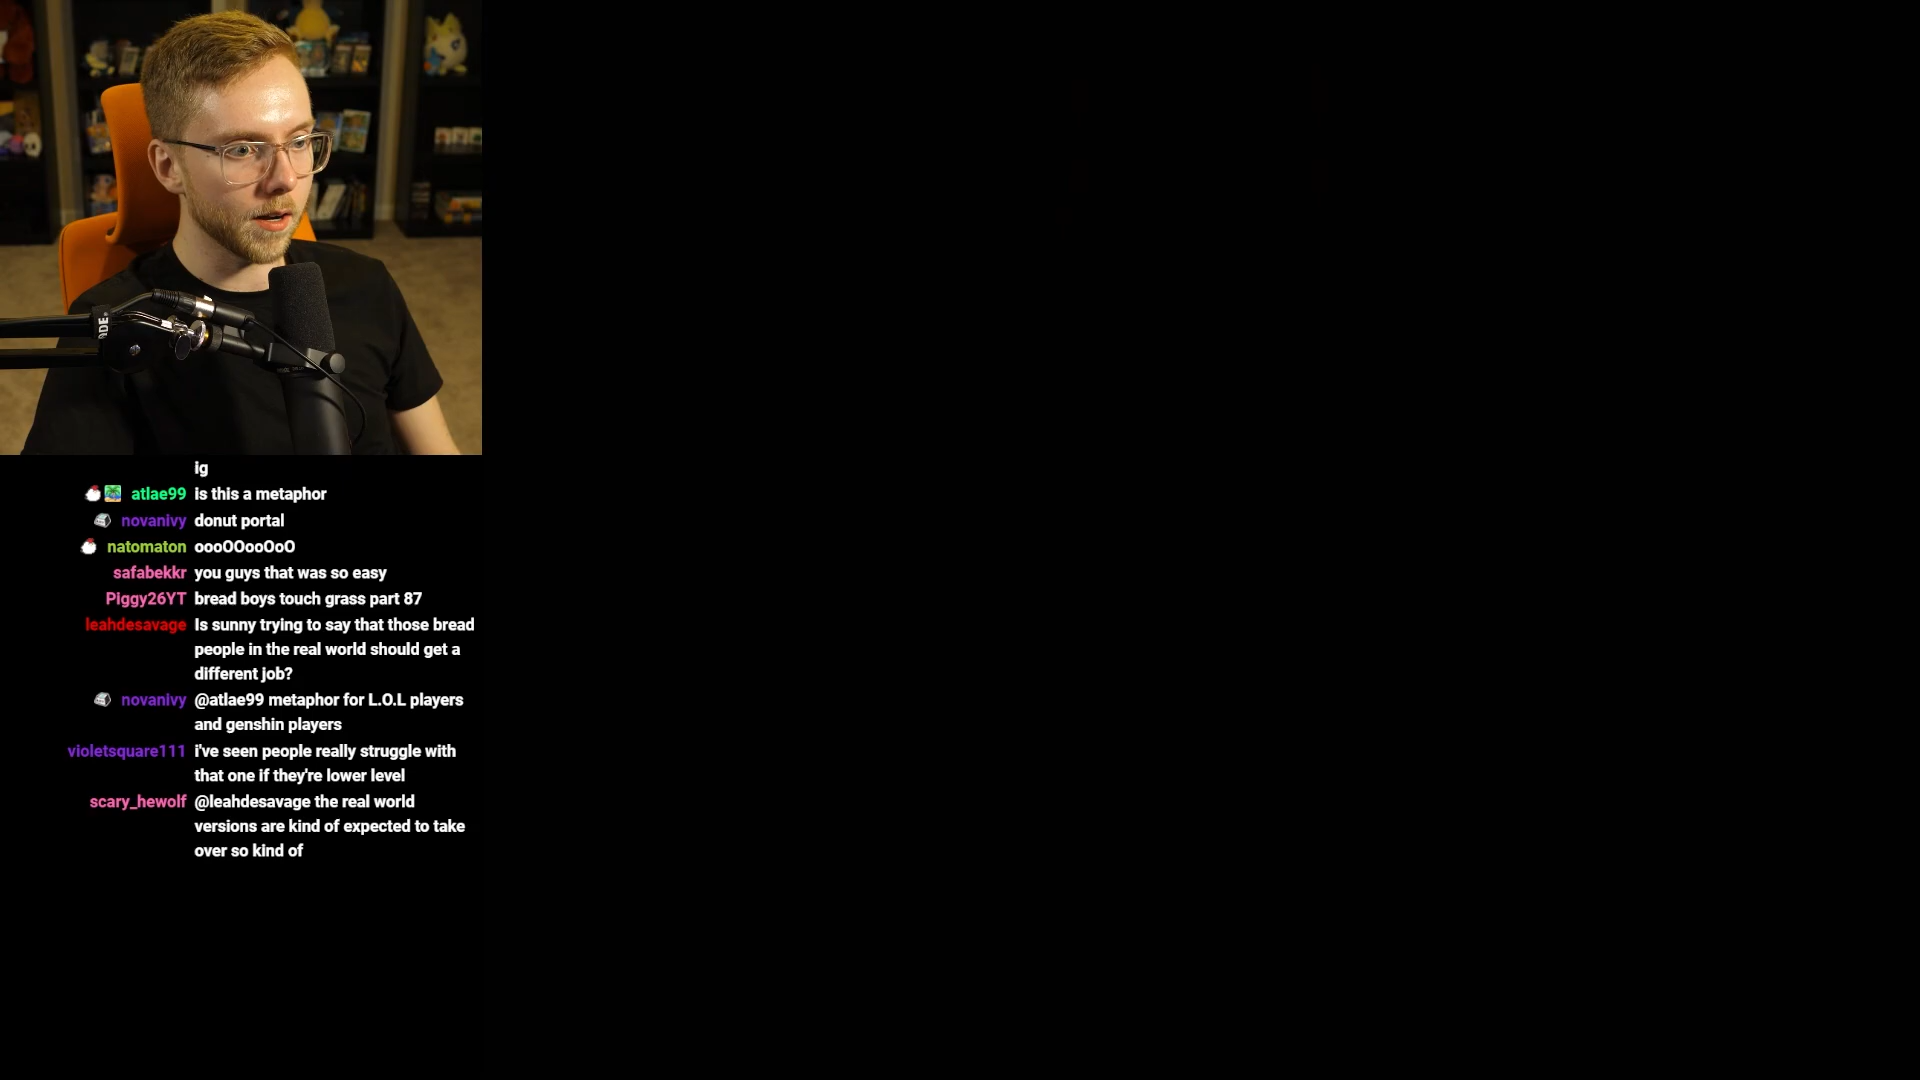 ig
atlae99 is this a metaphor
novanivy donut portal
natomaton oooOOooOoO
safabekkr you guys that was so easy
Piggy26YT bread boys touch grass part 87
leahdesavage Is sunny trying to say that those bread
people in the real world should get a
different job?
novanivy @atlae99 metaphor for L.O.L players
and genshin players
violetsquare111 i've seen people really struggle with
that one if they're lower level
scary_hewolf @leahdesavage the real world
versions are kind of expected to take
over so kind of